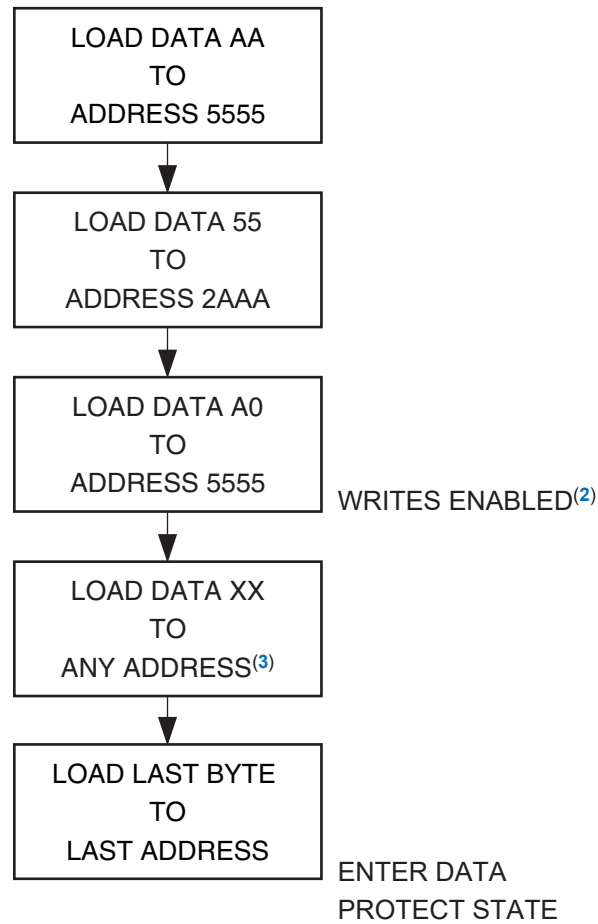 LOAD DATA AA
TO
ADDRESS 5555
LOAD DATA 55
TO
ADDRESS 2AAA
LOAD DATA A0
TO
ADDRESS 5555
WRITES ENABLED(2)
LOAD DATA XX
TO
ANY ADDRESS(3)
LOAD LAST BYTE
TO
LAST ADDRESS
ENTER DATA
PROTECT STATE